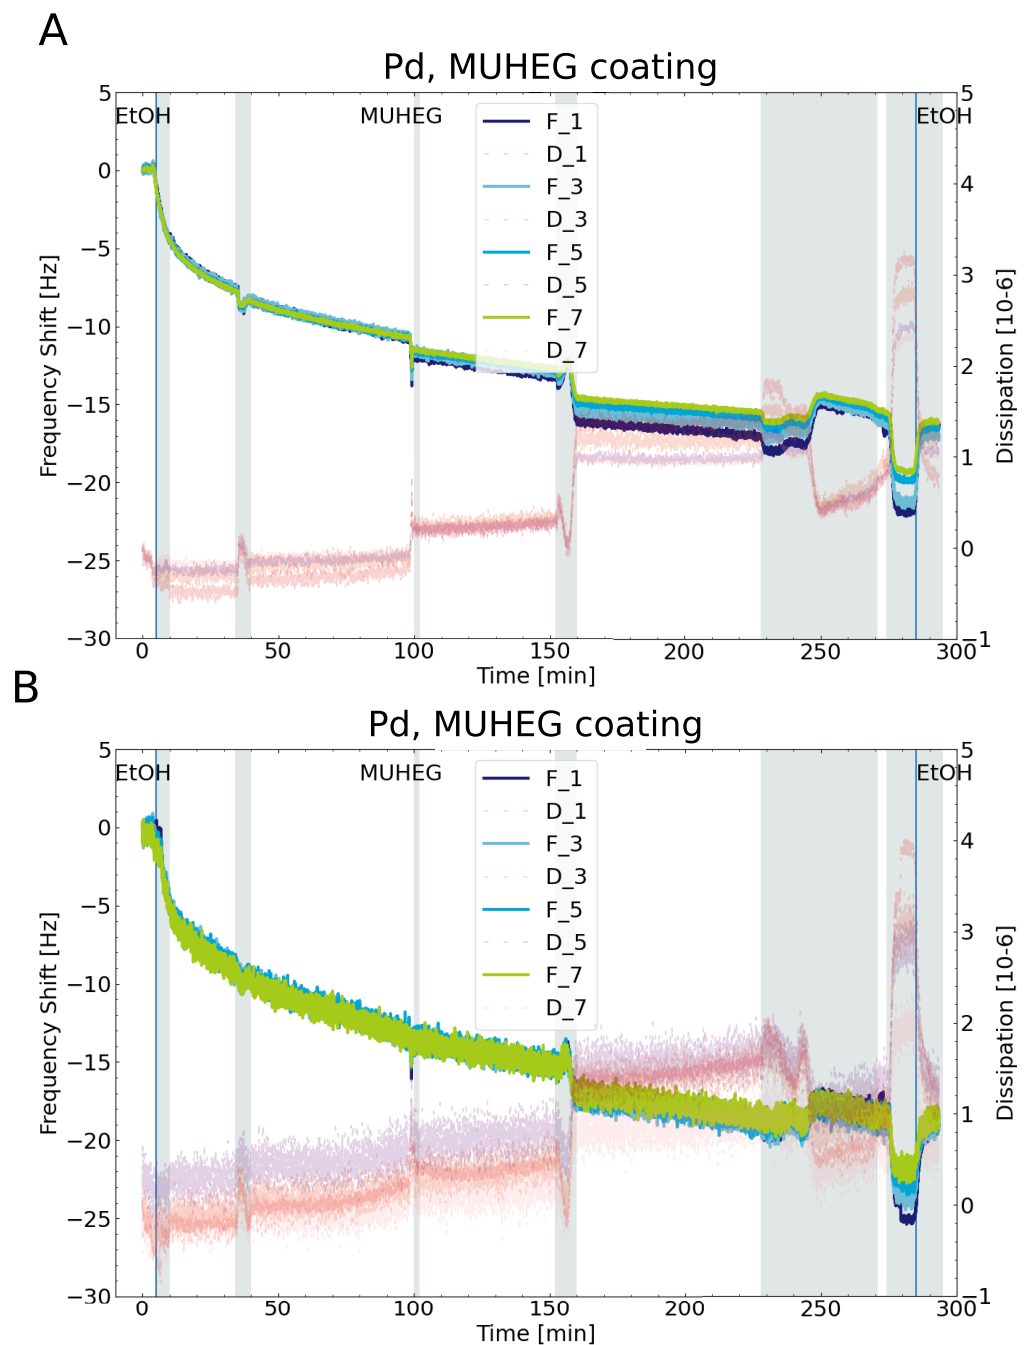 A
Pd, MUHEG coating
EtOH
MUHEG
EtOH
F_1
D_1
F_3
D_3
F_5
D_5
F_7
D_7
5
0
−5
−10
−15
−20
−25
−30
Frequency Shift [Hz]
5
4
3
2
1
0
−1
Dissipation [10-6]
0 50 100 150 200 250 300
Time [min]
B
Pd, MUHEG coating
EtOH
MUHEG
EtOH
F_1
D_1
F_3
D_3
F_5
D_5
F_7
D_7
5
0
−5
−10
−15
−20
−25
−30
Frequency Shift [Hz]
5
4
3
2
1
0
−1
Dissipation [10-6]
0 50 100 150 200 250 300
Time [min]